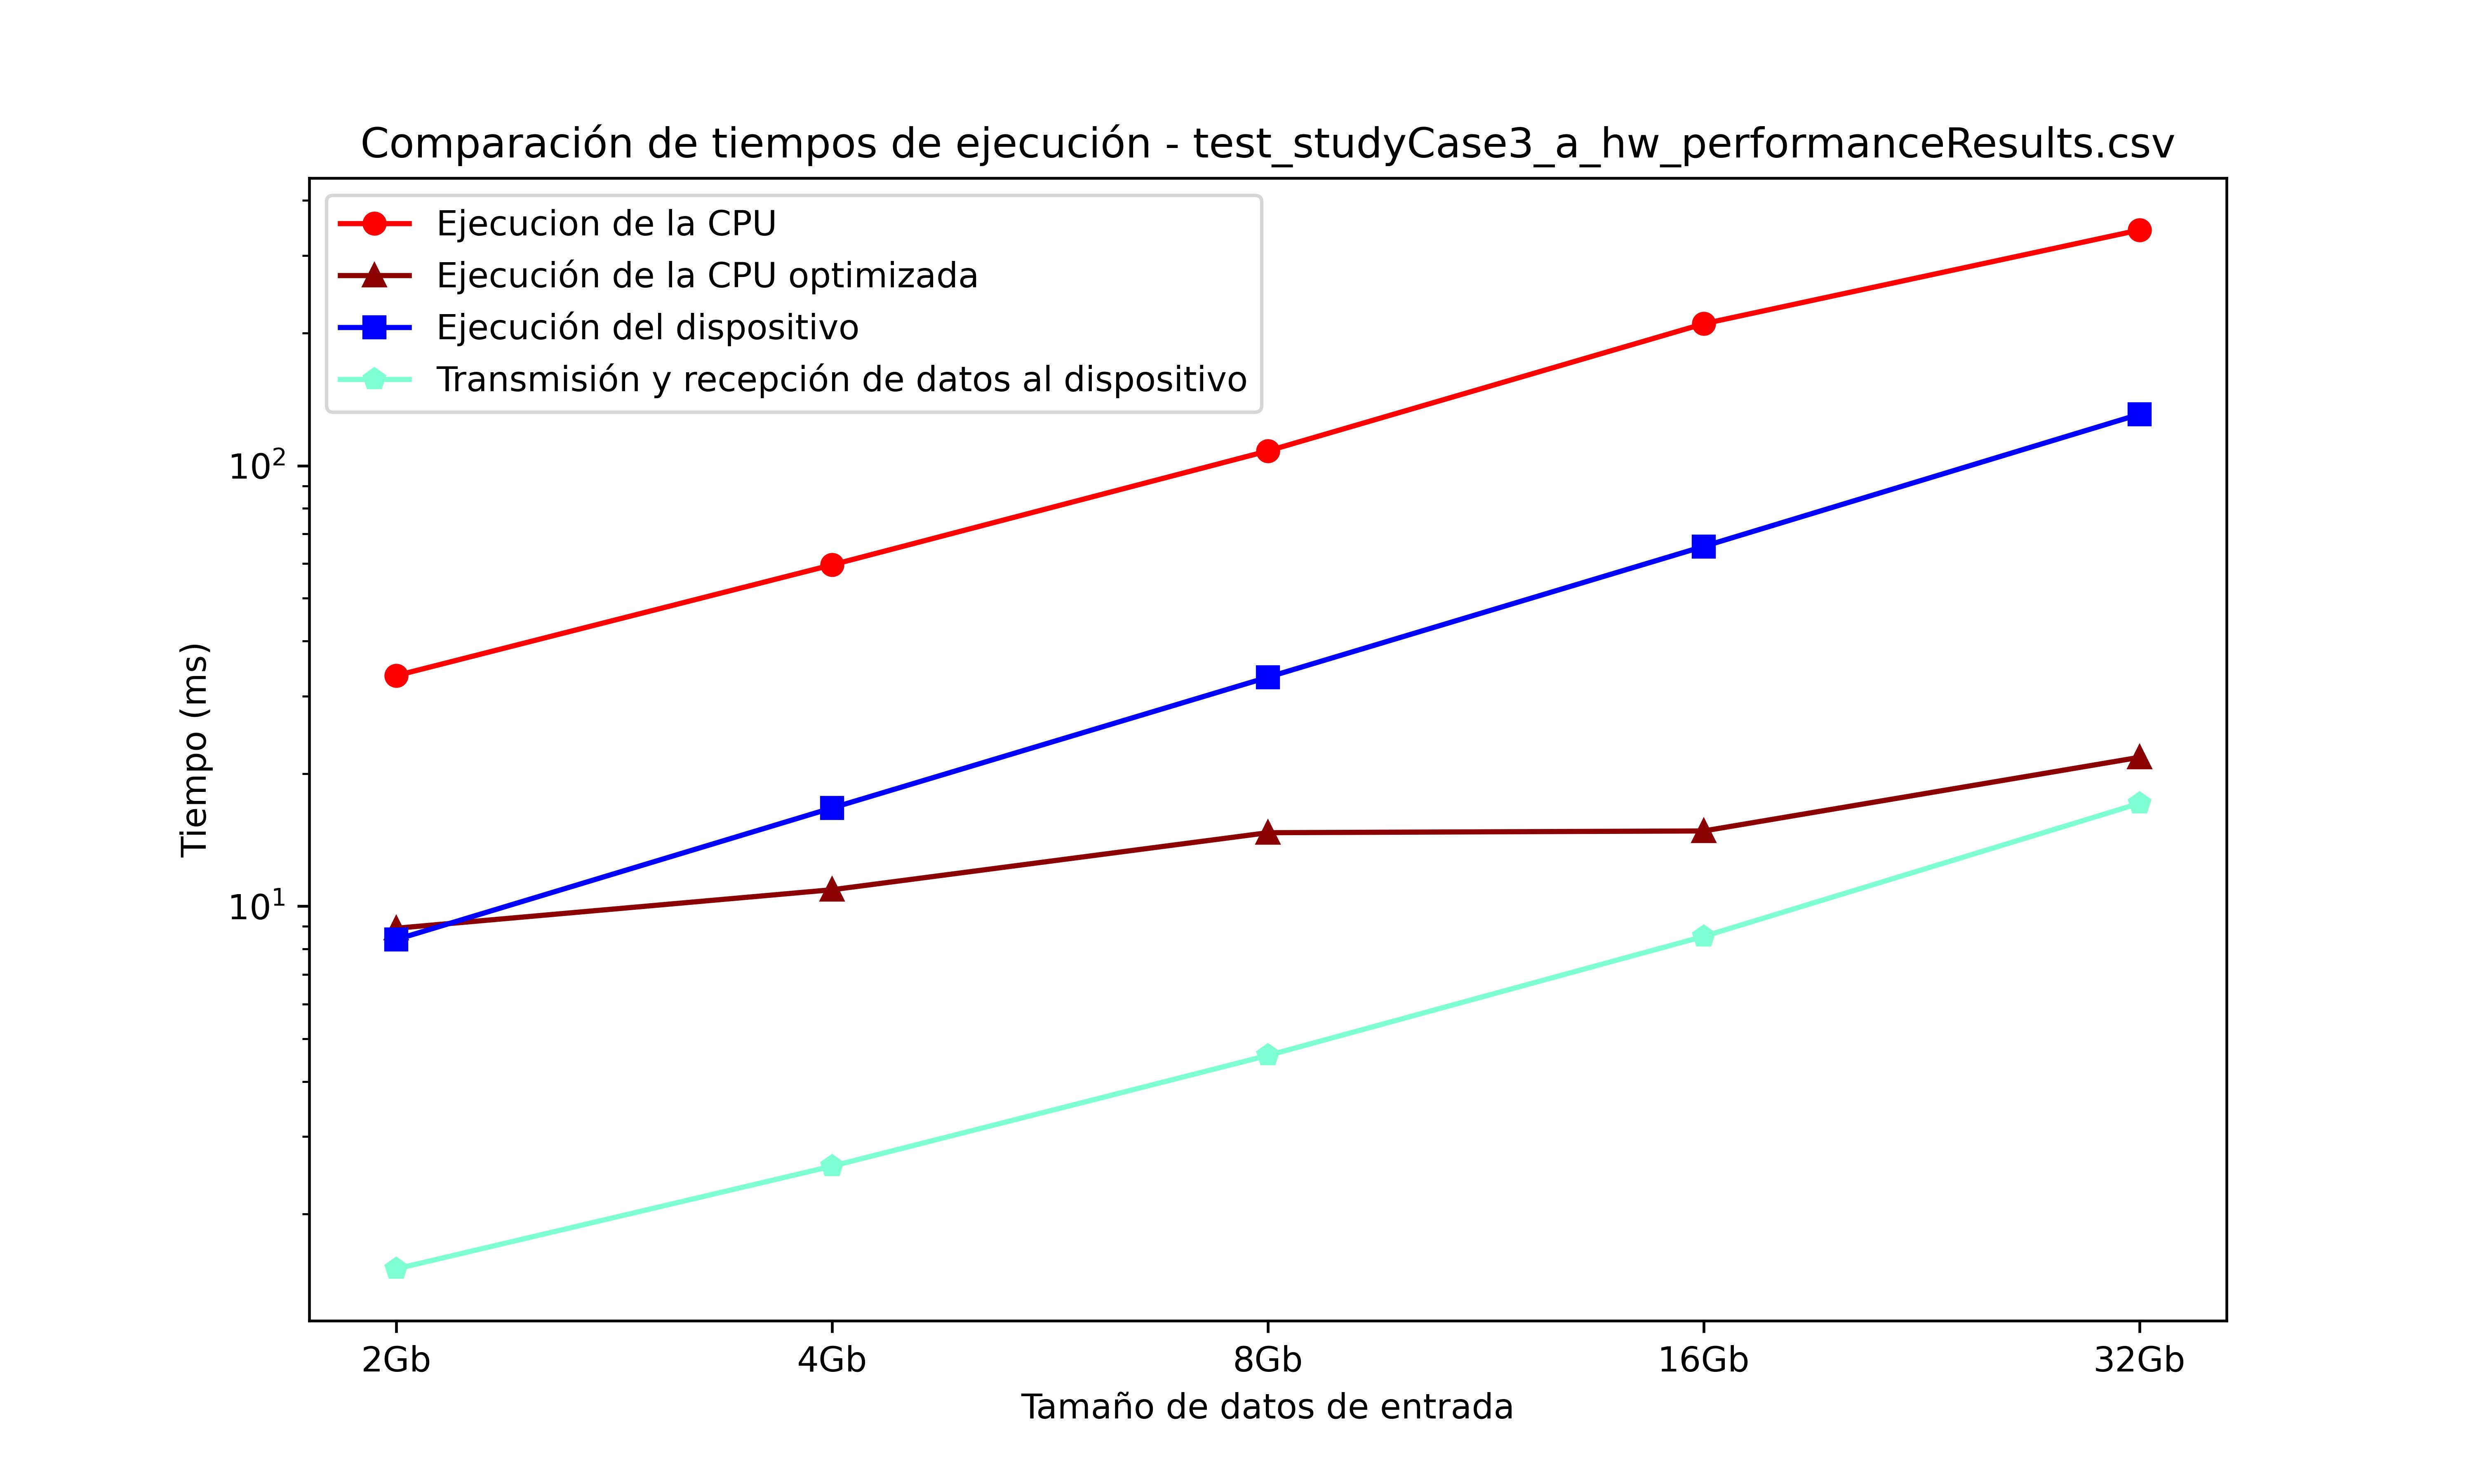 Comparación de tiempos de ejecución - test_studyCase3_a_hw_performanceResults.csv
Ejecucion de la CPU
Ejecución de la CPU optimizada
Ejecución del dispositivo
Transmisión y recepción de datos al dispositivo
10²
10¹
Tiempo (ms)
2Gb 4Gb 8Gb 16Gb 32Gb
Tamaño de datos de entrada